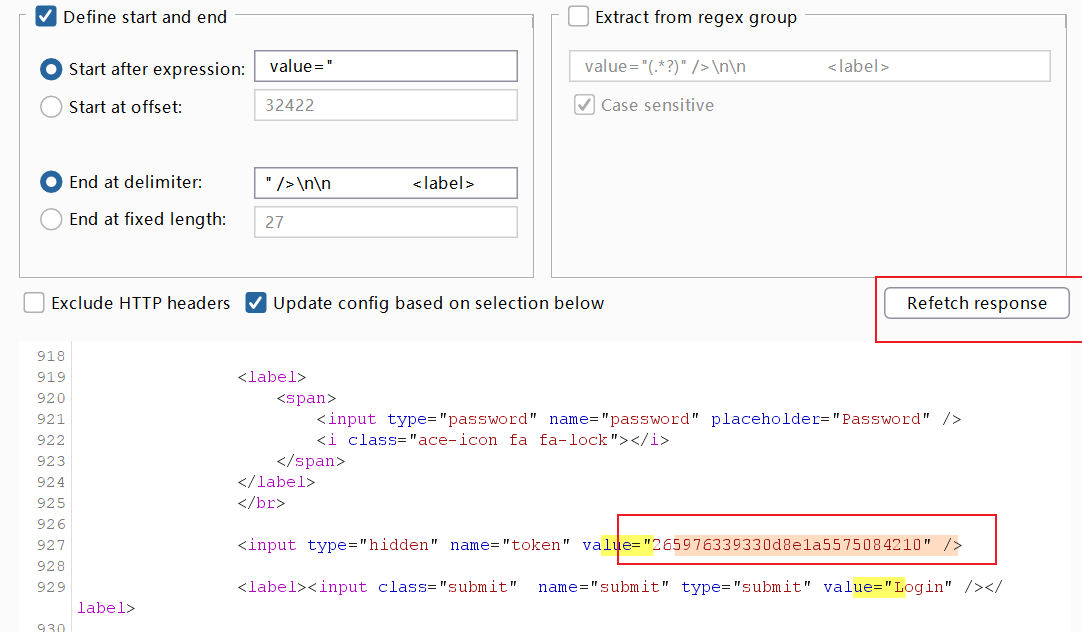 Define start and end
Extract from regex group
Start after expression: value="
value="(.*?)" />\n\n <label>
Start at offset: 32422
Case sensitive
End at delimiter: " />\n\n <label>
End at fixed length: 27
Exclude HTTP headers Update config based on selection below Refetch response
918
919 <label>
920 <span>
921 <input type="password" name="password" placeholder="Password" />
922 <i class="ace-icon fa fa-lock"></i>
923 </span>
924 </label>
925 </br>
926
927 <input type="hidden" name="token" value="265976339330d8e1a5575084210" />
928
929 <label><input class="submit"  name="submit" type="submit" value="Login" /></
label>
930